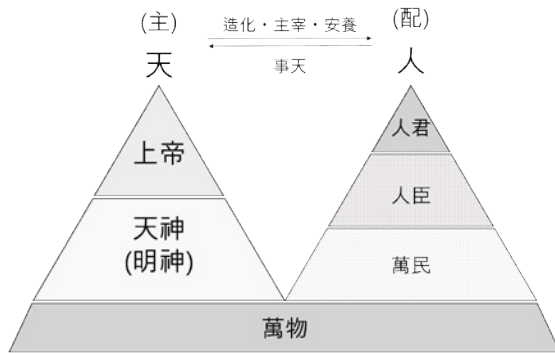 (主)
造化・主宰・安養
(配)
天
事天
人
上帝
天神
(明神)
人君
人臣
萬民
萬物